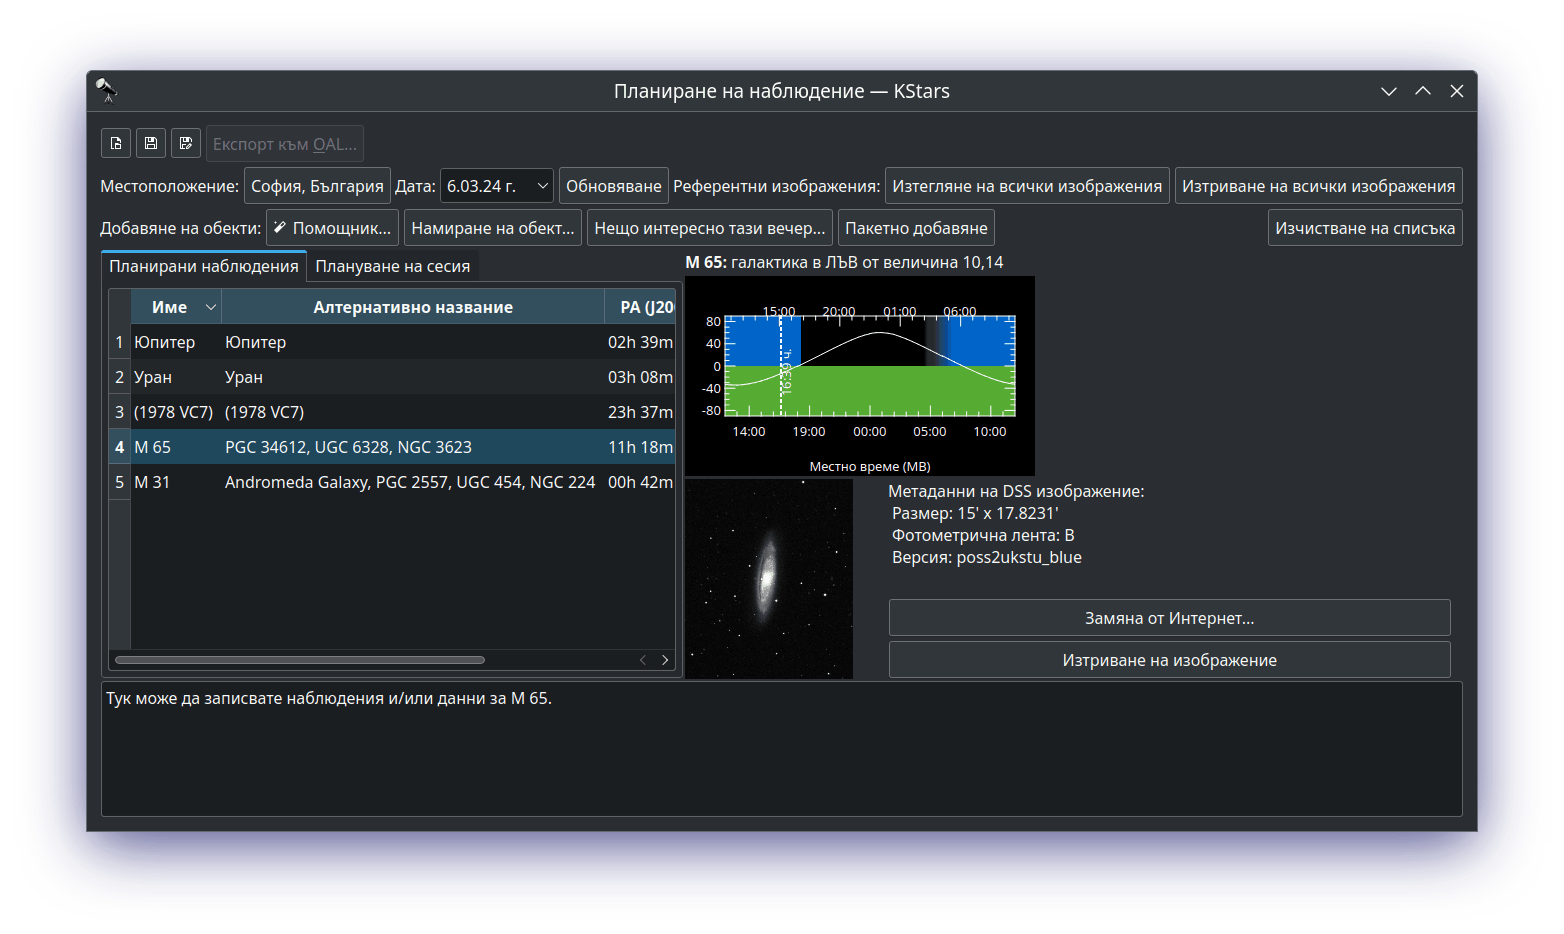 Планиране на наблюдение — KStars
Експорт към OAL...
Местоположение: София, България Дата: 6.03.24 г. Обновяване Референтни изображения: Изтегляне на всички изображения Изтриване на всички изображения
Добавяне на обекти: Помощник... Намиране на обект... Нещо интересно тази вечер... Пакетно добавяне Изчистване на списъка
Планирани наблюдения Плануване на сесия
Име Алтернативно название РА (J200
1 Юпитер Юпитер 02h 39m
2 Уран Уран 03h 08m
3 (1978 VC7) (1978 VC7) 23h 37m
4 M 65 PGC 34612, UGC 6328, NGC 3623 11h 18m
5 M 31 Andromeda Galaxy, PGC 2557, UGC 454, NGC 224 00h 42m
M 65: галактика в ЛЪВ от величина 10,14
15:00 20:00 01:00 06:00
80
40
0
-40
-80
16:39 ч.
14:00 19:00 00:00 05:00 10:00
Местно време (МВ)
Метаданни на DSS изображение:
Размер: 15' x 17.8231'
Фотометрична лента: B
Версия: poss2ukstu_blue
Замяна от Интернет...
Изтриване на изображение
Тук може да записвате наблюдения и/или данни за M 65.